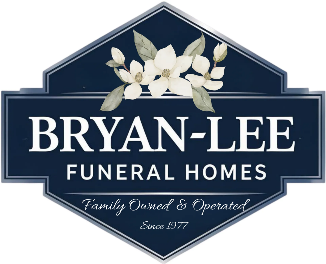 BRYAN-LEE
FUNERAL HOMES
Family Owned & Operated
Since 1977